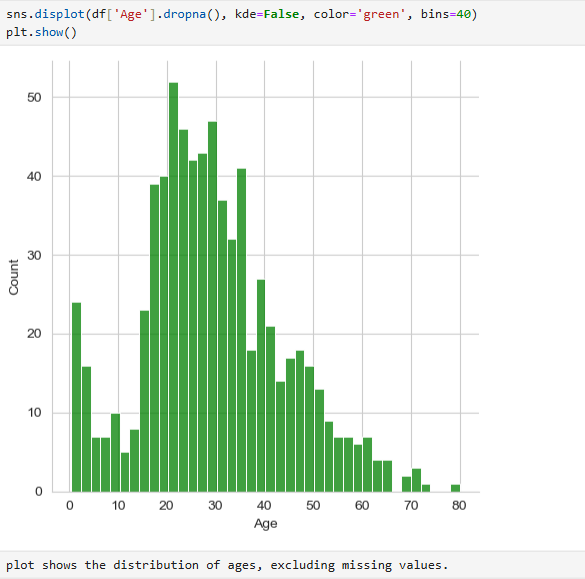 sns.displot(df['Age'].dropna(), kde=False, color='green', bins=40)
plt.show()
50
40
30
20
10
0
Count
0 10 20 30 40 50 60 70 80
Age
plot shows the distribution of ages, excluding missing values.